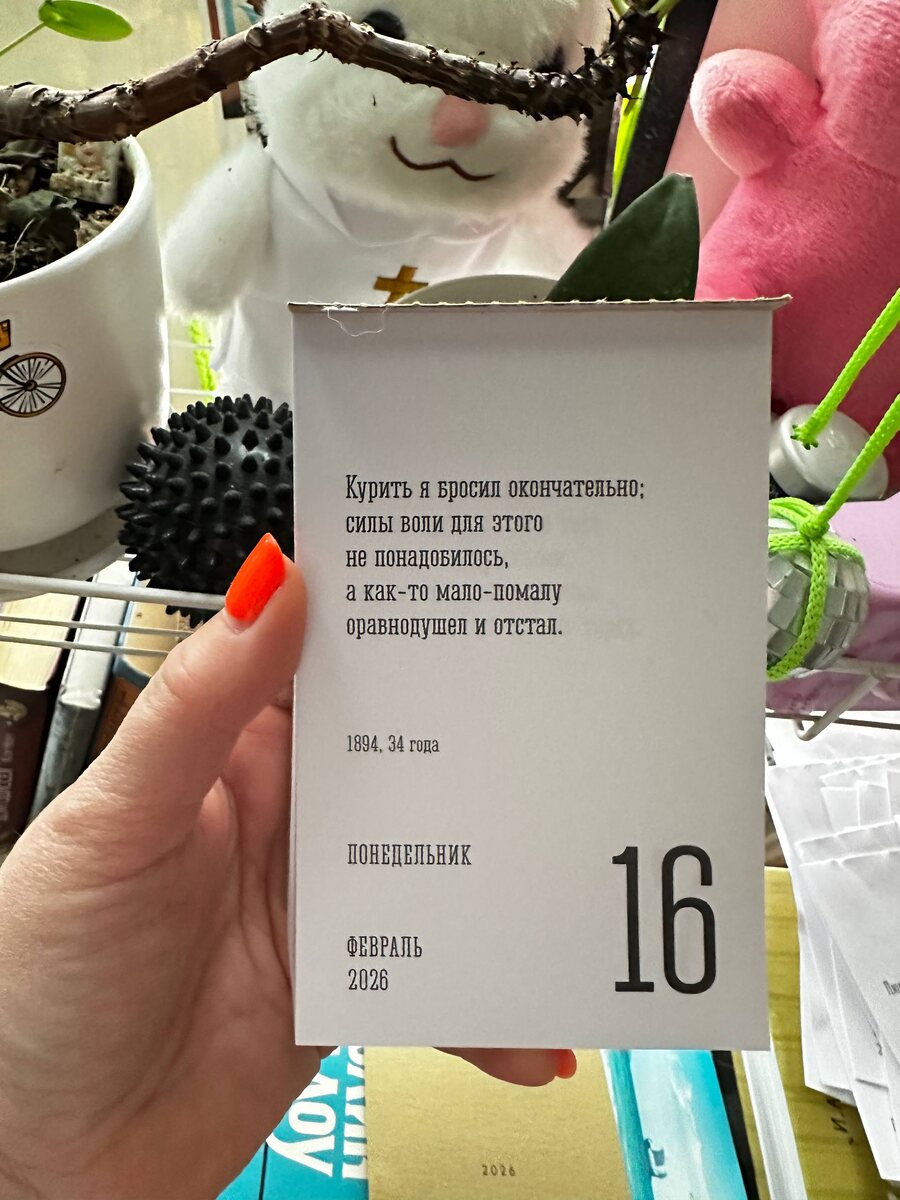 Курить я бросил окончательно;
силы воли для этого
не понадобилось,
а как-то мало-помалу
оравнодушел и отстал.
1894, 34 года
ПОНЕДЕЛЬНИК
16
ФЕВРАЛЬ
2026
2026